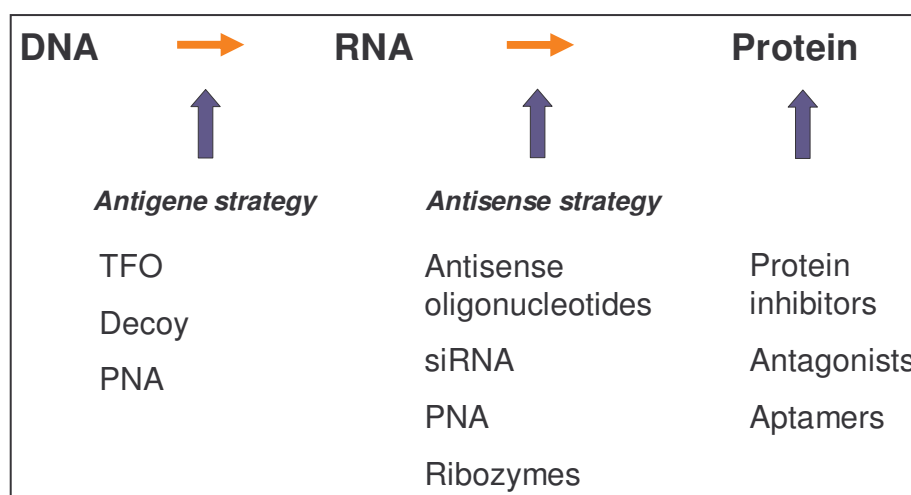 DNA RNA Protein
Antigene strategy
TFO
Decoy
PNA
Antisense strategy
Antisense
oligonucleotides
siRNA
PNA
Ribozymes
Protein
inhibitors
Antagonists
Aptamers